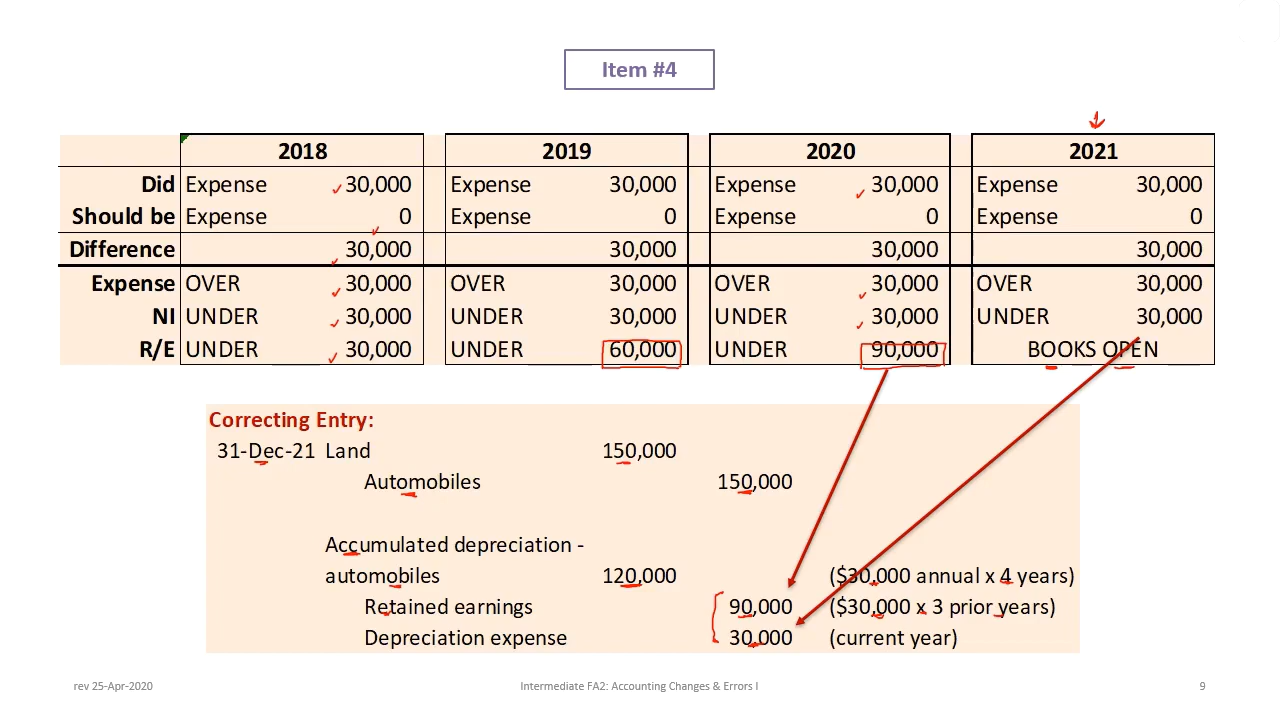 Item #4
2018 2019 2020 2021
Did Expense 30,000 Expense 30,000 Expense 30,000 Expense 30,000
Should be Expense 0 Expense 0 Expense 0 Expense 0
Difference 30,000 30,000 30,000 30,000
Expense OVER 30,000 OVER 30,000 OVER 30,000 OVER 30,000
NI UNDER 30,000 UNDER 30,000 UNDER 30,000 UNDER 30,000
R/E UNDER 30,000 UNDER 60,000 UNDER 90,000 BOOKS OPEN
Correcting Entry:
31-Dec-21 Land 150,000
Automobiles 150,000
Accumulated depreciation -
automobiles 120,000 ($30,000 annual x 4 years)
Retained earnings 90,000 ($30,000 x 3 prior years)
Depreciation expense 30,000 (current year)
rev 25-Apr-2020 Intermediate FA2: Accounting Changes & Errors I 9